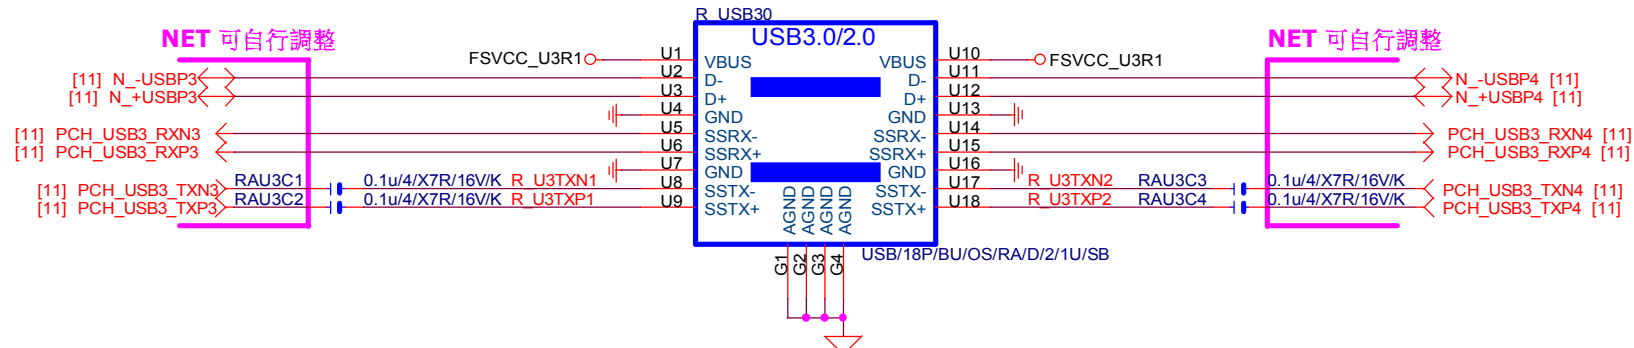 R_USB30
NET 可自行調整
USB3.0/2.0
NET 可自行調整
FSVCC_U3R1 U1 VBUS U10 FSVCC_U3R1
[11] N_-USBP3 U2 D- U11 D- N_-USBP4 [11]
[11] N_+USBP3 U3 D+ U12 D+ N_+USBP4 [11]
U4 GND U13 GND
[11] PCH_USB3_RXN3 U5 SSRX- U14 SSRX- PCH_USB3_RXN4 [11]
[11] PCH_USB3_RXP3 U6 SSRX+ U15 SSRX+ PCH_USB3_RXP4 [11]
U7 GND U16 GND
[11] PCH_USB3_TXN3 RAU3C1 0.1u/4/X7R/16V/K R_U3TXN1 U8 SSTX- U17 SSTX- R_U3TXN2 RAU3C3 0.1u/4/X7R/16V/K PCH_USB3_TXN4 [11]
[11] PCH_USB3_TXP3 RAU3C2 0.1u/4/X7R/16V/K R_U3TXP1 U9 SSTX+ U18 SSTX+ R_U3TXP2 RAU3C4 0.1u/4/X7R/16V/K PCH_USB3_TXP4 [11]
VBUS
AGND AGND AGND AGND
USB/18P/BU/OS/RA/D/2/1U/SB
G1 G2 G3 G4